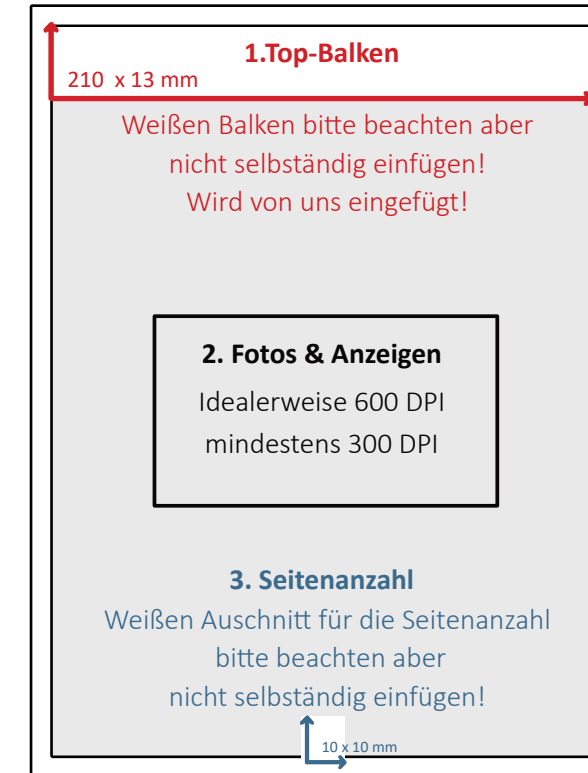 1.Top-Balken
210 x 13 mm
Weißen Balken bitte beachten aber
nicht selbständig einfügen!
Wird von uns eingefügt!
2. Fotos & Anzeigen
Idealerweise 600 DPI
mindestens 300 DPI
3. Seitenanzahl
Weißen Auschnitt für die Seitenanzahl
bitte beachten aber
nicht selbständig einfügen!
10 x 10 mm